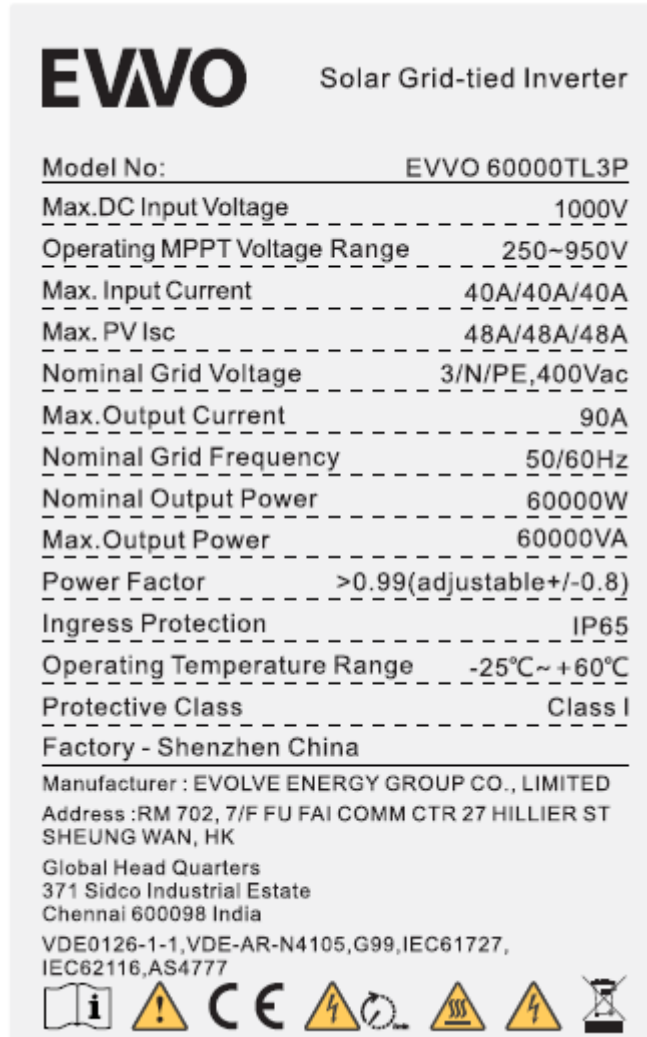 EVVO
Solar Grid-tied Inverter
Model No: EVVO 60000TL3P
Max.DC Input Voltage 1000V
Operating MPPT Voltage Range 250~950V
Max. Input Current 40A/40A/40A
Max. PV Isc 48A/48A/48A
Nominal Grid Voltage 3/N/PE,400Vac
Max.Output Current 90A
Nominal Grid Frequency 50/60Hz
Nominal Output Power 60000W
Max.Output Power 60000VA
Power Factor >0.99(adjustable+/-0.8)
Ingress Protection IP65
Operating Temperature Range -25℃~+60℃
Protective Class Class I
Factory - Shenzhen China
Manufacturer : EVOLVE ENERGY GROUP CO., LIMITED
Address :RM 702, 7/F FU FAI COMM CTR 27 HILLIER ST
SHEUNG WAN, HK
Global Head Quarters
371 Sidco Industrial Estate
Chennai 600098 India
VDE0126-1-1,VDE-AR-N4105,G99,IEC61727,
IEC62116,AS4777
i ! CE